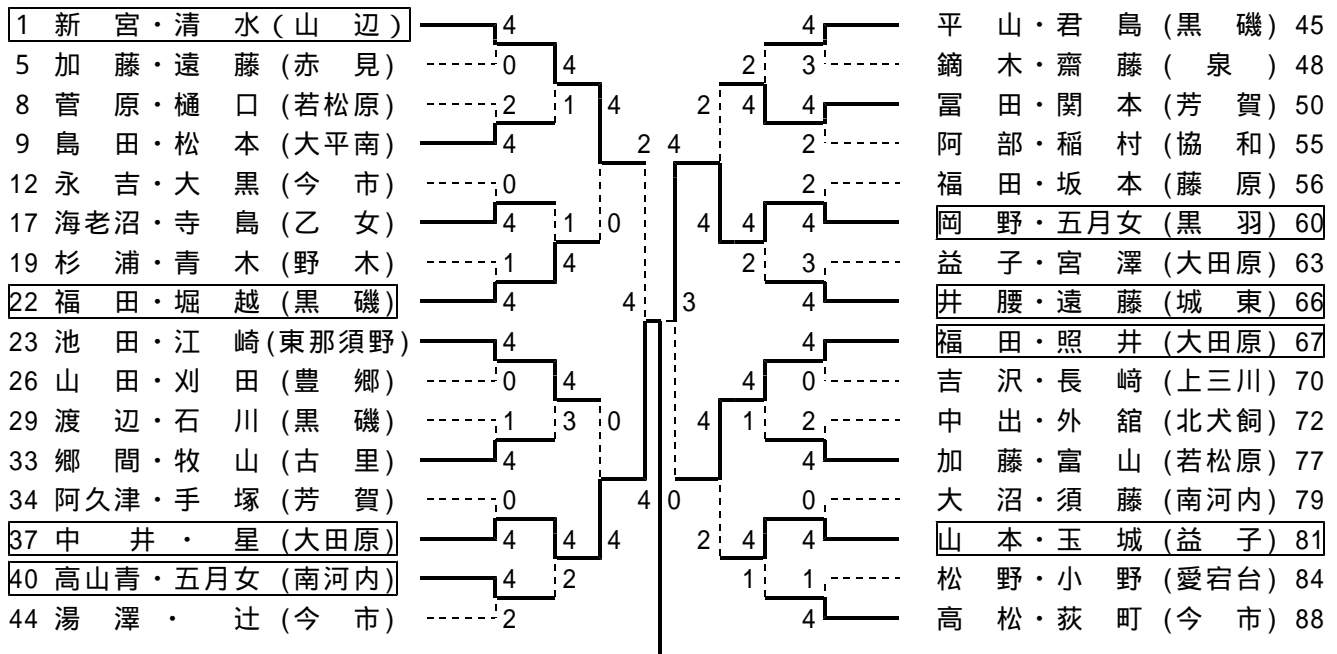 1 新 宮・清 水 (山 辺) 4
5 加 藤・遠 藤 (赤 見) 0 4
8 菅 原・樋 口 (若松原) 2 1 4
9 島 田・松 本 (大平南) 4 2
12 永 吉・大 黒 (今 市) 0
17 海老沼・寺 島 (乙 女) 4 1 0
19 杉 浦・青 木 (野 木) 1 4
22 福 田・堀 越 (黒 磯) 4 4
23 池 田・江 崎 (東那須野) 4
26 山 田・刈 田 (豊 郷) 0 4
29 渡 辺・石 川 (黒 磯) 1 3 0
33 郷 間・牧 山 (古 里) 4
34 阿久津・手 塚 (芳 賀) 0 4
37 中 井 ・ 星 (大田原) 4 4 4
40 高山青・五月女 (南河内) 4 2
44 湯 澤 ・ 辻 (今 市) 2
4 平 山・君 島 (黒 磯) 45
2 3 鏑 木・齋 藤 ( 泉 ) 48
2 4 4 冨 田・関 本 (芳 賀) 50
4 2 阿 部・稲 村 (協 和) 55
2 福 田・坂 本 (藤 原) 56
4 4 4 岡 野・五月女 (黒 羽) 60
2 3 益 子・宮 澤 (大田原) 63
3 4 井 腰・遠 藤 (城 東) 66
4 福 田・照 井 (大田原) 67
4 0 吉 沢・長 﨑 (上三川) 70
4 1 2 中 出・外 舘 (北犬飼) 72
4 加 藤・富 山 (若松原) 77
0 0 大 沼・須 藤 (南河内) 79
2 4 4 山 本・玉 城 (益 子) 81
1 1 松 野・小 野 (愛宕台) 84
4 高 松・荻 町 (今 市) 88